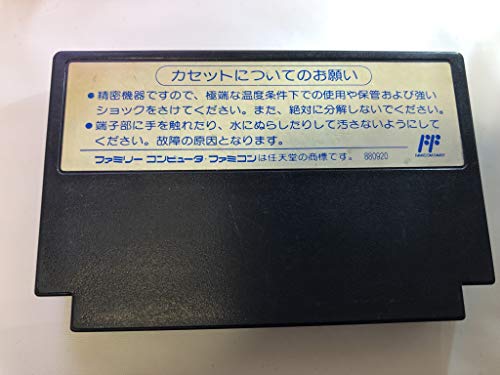 カセットについてのお願い
●精密機器ですので、極端な温度条件下での使用や保管および強い
ショックをさけてください。また、絶対に分解しないでください。
●端子部に手を触れたり、水にぬらしたりして汚さないようにして
ください。故障の原因となります。
ファミリーコンピュータ・ファミコンは任天堂の商標です。 880920
FAMICOM FAMILY